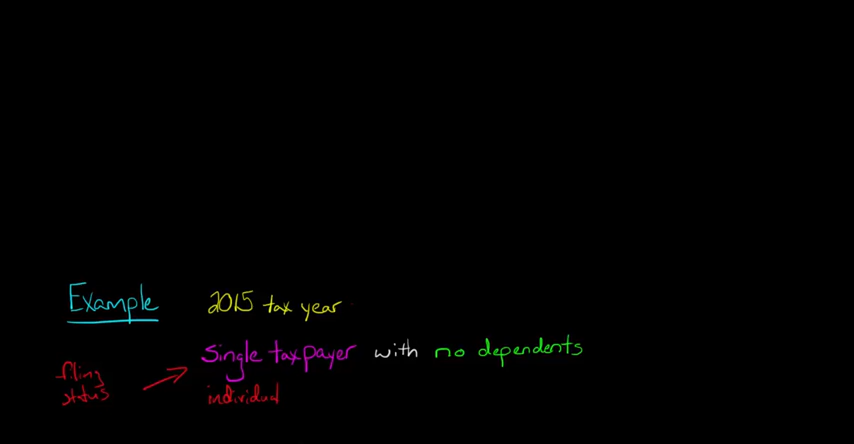 Example 2015 tax year
Single taxpayer with no dependents
filing
status individual